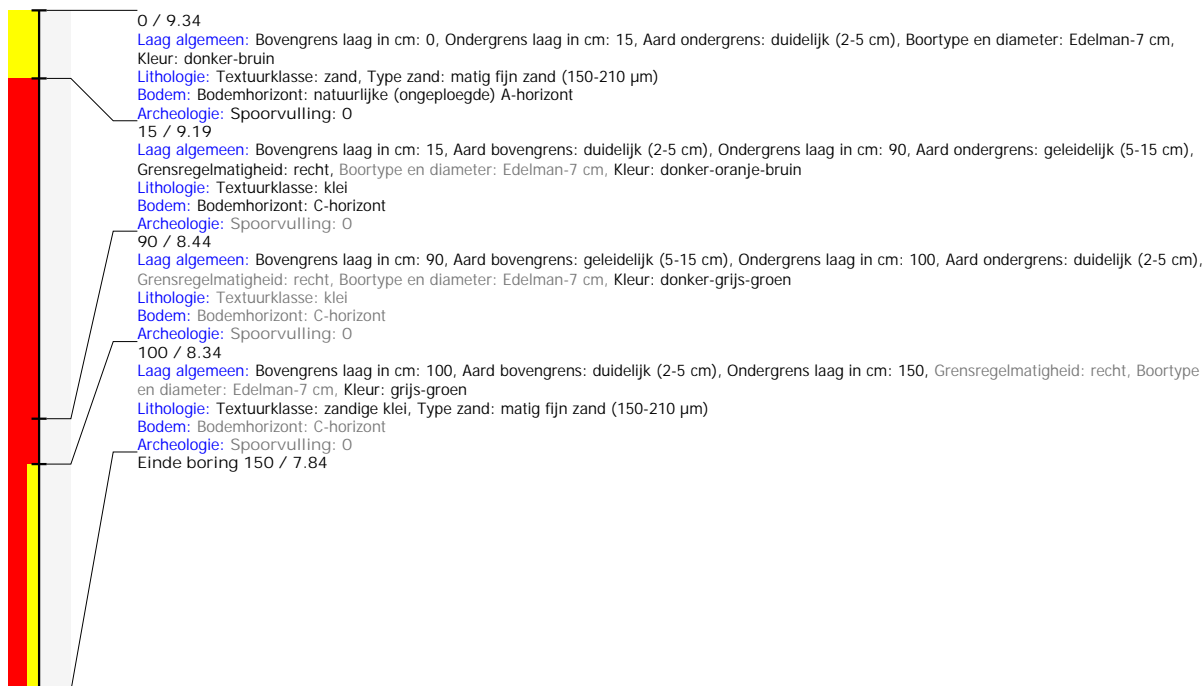 0 / 9.34
Laag algemeen: Bovengrens laag in cm: 0, Ondergrens laag in cm: 15, Aard ondergrens: duidelijk (2-5 cm), Boortype en diameter: Edelman-7 cm,
Kleur: donker-bruin
Lithologie: Textuurklasse: zand, Type zand: matig fijn zand (150-210 µm)
Bodem: Bodemhorizont: natuurlijke (ongeploegde) A-horizont
Archeologie: Spoorvulling: 0
15 / 9.19
Laag algemeen: Bovengrens laag in cm: 15, Aard bovengrens: duidelijk (2-5 cm), Ondergrens laag in cm: 90, Aard ondergrens: geleidelijk (5-15 cm),
Grensregelmatigheid: recht, Boortype en diameter: Edelman-7 cm, Kleur: donker-oranje-bruin
Lithologie: Textuurklasse: klei
Bodem: Bodemhorizont: C-horizont
Archeologie: Spoorvulling: 0
90 / 8.44
Laag algemeen: Bovengrens laag in cm: 90, Aard bovengrens: geleidelijk (5-15 cm), Ondergrens laag in cm: 100, Aard ondergrens: duidelijk (2-5 cm),
Grensregelmatigheid: recht, Boortype en diameter: Edelman-7 cm, Kleur: donker-grijs-groen
Lithologie: Textuurklasse: klei
Bodem: Bodemhorizont: C-horizont
Archeologie: Spoorvulling: 0
100 / 8.34
Laag algemeen: Bovengrens laag in cm: 100, Aard bovengrens: duidelijk (2-5 cm), Ondergrens laag in cm: 150, Grensregelmatigheid: recht, Boortype
en diameter: Edelman-7 cm, Kleur: grijs-groen
Lithologie: Textuurklasse: zandige klei, Type zand: matig fijn zand (150-210 µm)
Bodem: Bodemhorizont: C-horizont
Archeologie: Spoorvulling: 0
Einde boring 150 / 7.84